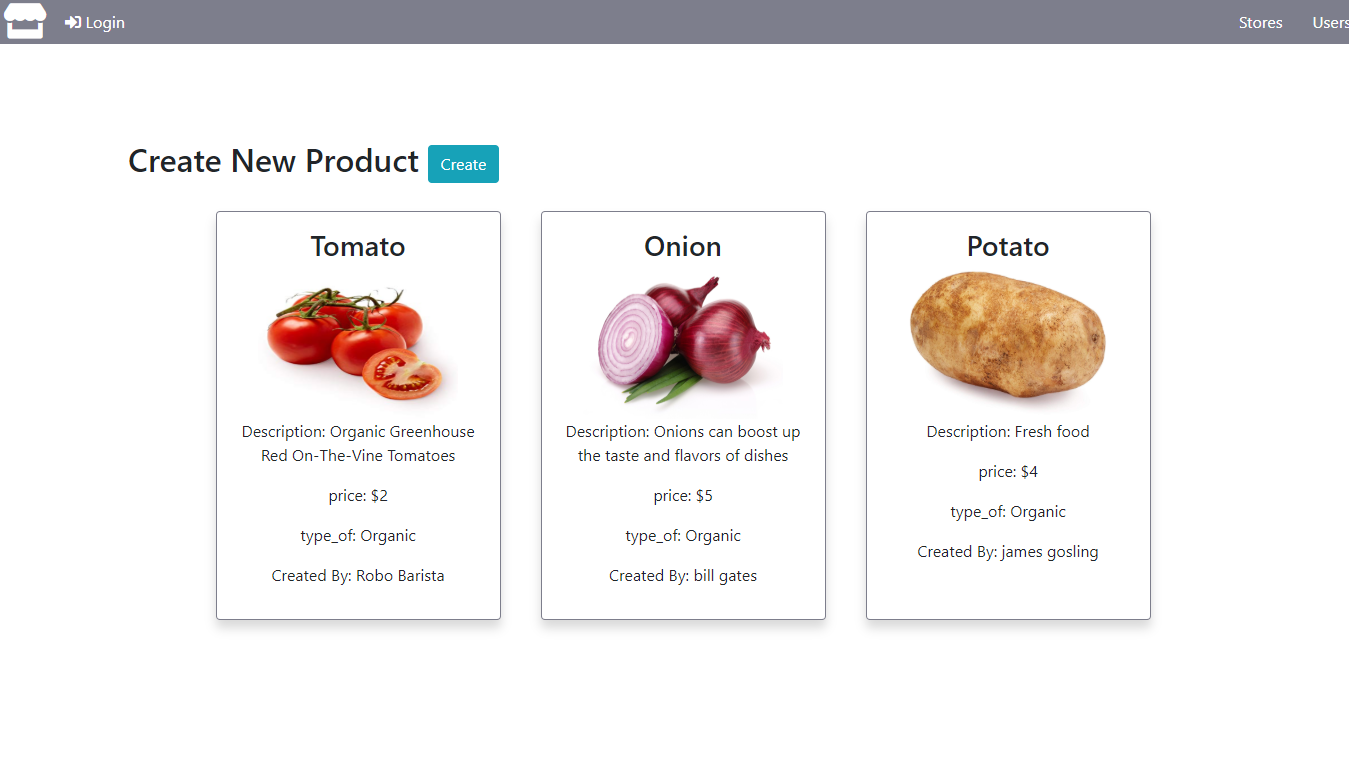 Login
Stores
Users
Create New Product
Create
Tomato
Description: Organic Greenhouse
Red On-The-Vine Tomatoes
price: $2
type_of: Organic
Created By: Robo Barista
Onion
Description: Onions can boost up
the taste and flavors of dishes
price: $5
type_of: Organic
Created By: bill gates
Potato
Description: Fresh food
price: $4
type_of: Organic
Created By: james gosling